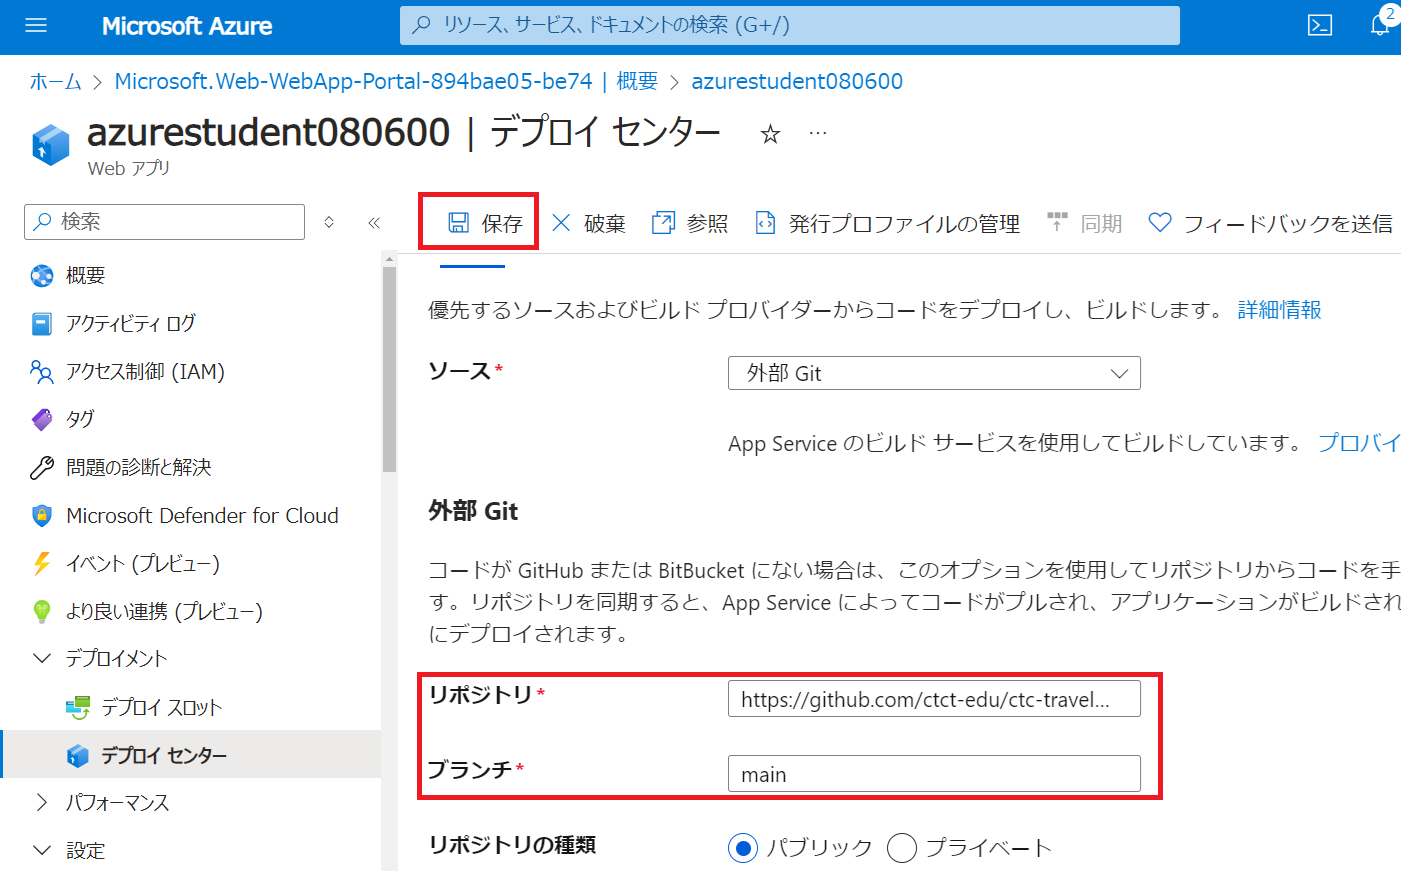 Microsoft Azure
リソース、サービス、ドキュメントの検索 (G+/)
2
ホーム > Microsoft.Web-WebApp-Portal-894bae05-be74 | 概要 > azurestudent080600
azurestudent080600 | デプロイ センター ☆ …
Web アプリ
検索
保存 破棄 参照 発行プロファイルの管理 同期 フィードバックを送信
概要
アクティビティ ログ
アクセス制御 (IAM)
タグ
問題の診断と解決
Microsoft Defender for Cloud
イベント (プレビュー)
より良い連携 (プレビュー)
デプロイメント
デプロイ スロット
デプロイ センター
パフォーマンス
設定
優先するソースおよびビルド プロバイダーからコードをデプロイし、ビルドします。 詳細情報
ソース*
外部 Git
App Service のビルド サービスを使用してビルドしています。 プロバイ
外部 Git
コードが GitHub または BitBucket にない場合は、このオプションを使用してリポジトリからコードを手
す。リポジトリを同期すると、App Service によってコードがプルされ、アプリケーションがビルドされ
にデプロイされます。
リポジトリ*
https://github.com/ctct-edu/ctc-travel...
ブランチ*
main
リポジトリの種類
パブリック プライベート